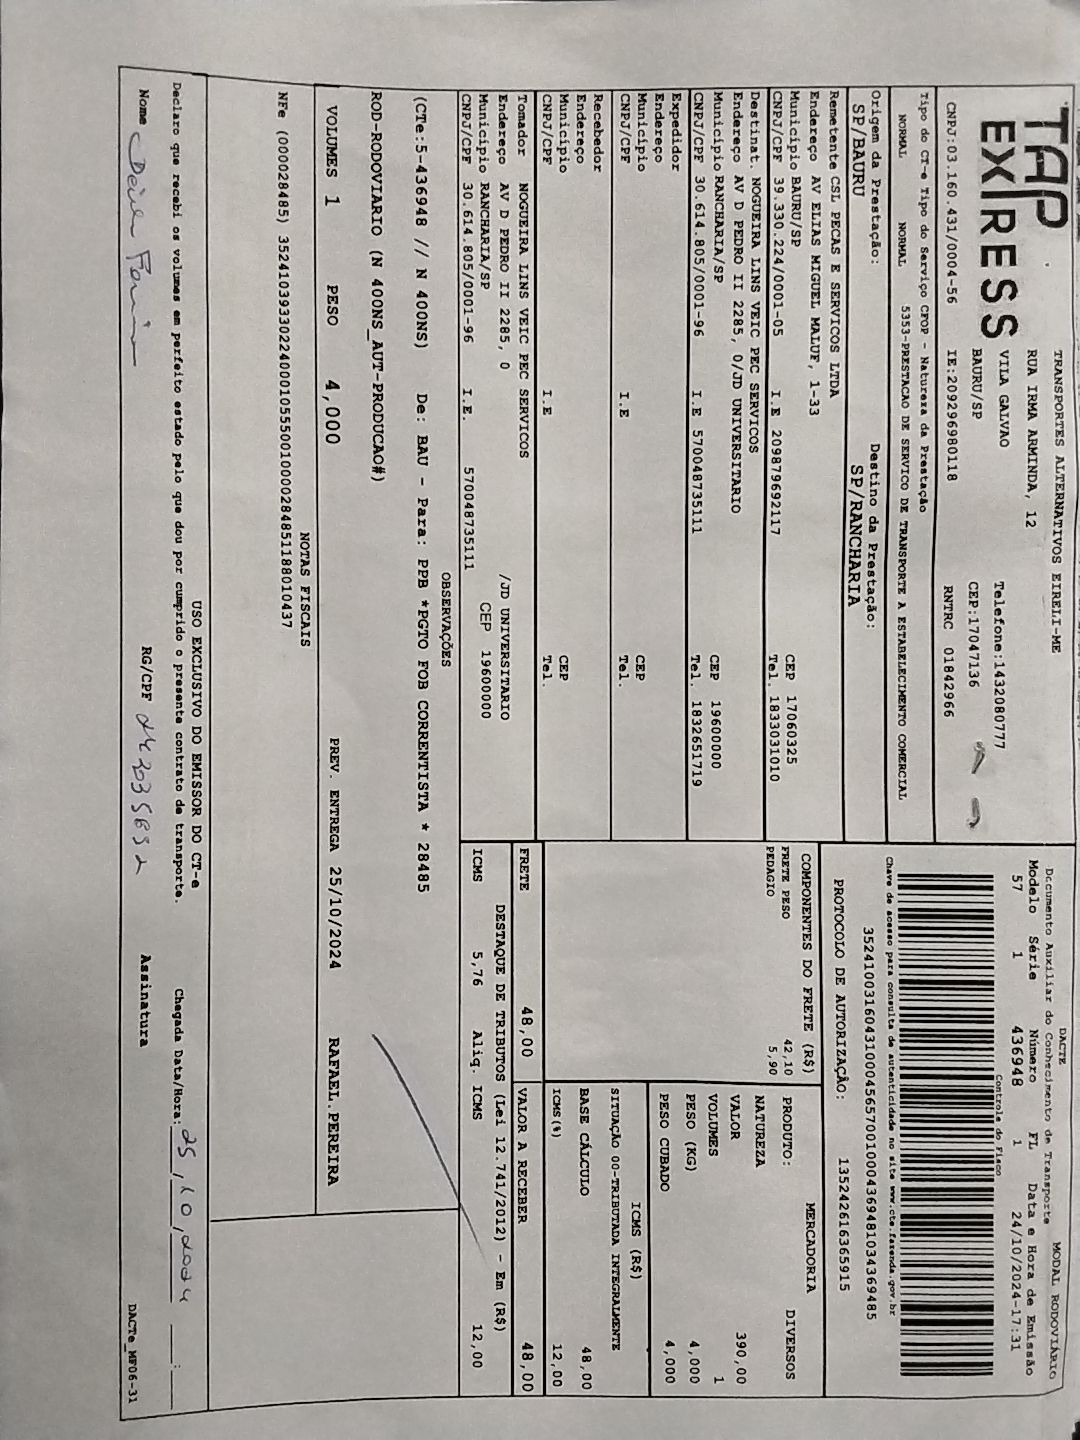 TAP EXPRESS
TRANSPORTES ALTERNATIVOS EIRELI-ME
RUA IRMA ARMINDA, 12
VILA GALVAO
BAURU/SP
Telefone:1432080777
CEP:17047136
CNPJ:03.160.431/0004-56 IE:209296980118 RNTRC 01842966
Tipo do CT-e Tipo do Serviço CFOP - Natureza da Prestação
NORMAL NORMAL 5353-PRESTACAO DE SERVICO DE TRANSPORTE A ESTABELECIMENTO COMERCIAL
Origem da Prestação: Destino da Prestação:
SP/BAURU SP/RANCHARIA
Remetente CSL PECAS E SERVICOS LTDA
Endereço AV ELIAS MIGUEL MALUF, 1-33
Município BAURU/SP CEP 17060325
CNPJ/CPF 39.330.224/0001-05 I.E 209879692117 Tel. 1833031010
Destinat. NOGUEIRA LINS VEIC PEC SERVICOS
Endereço AV D PEDRO II 2285, 0/JD UNIVERSITARIO
Município RANCHARIA/SP CEP 19600000
CNPJ/CPF 30.614.805/0001-96 I.E 570048735111 Tel. 1832651719
Expedidor
Endereço
Município CEP
CNPJ/CPF I.E Tel.
Recebedor
Endereço
Município CEP
CNPJ/CPF I.E Tel.
Tomador NOGUEIRA LINS VEIC PEC SERVICOS
Endereço AV D PEDRO II 2285, 0 /JD UNIVERSITARIO
Município RANCHARIA/SP CEP 19600000
CNPJ/CPF 30.614.805/0001-96 I.E. 570048735111
DACTE MODAL RODOVIÁRIO
Documento Auxiliar do Conhecimento de Transporte
Modelo Série Número FL Data e Hora de Emissão
57 1 436948 1 24/10/2024-17:31
Controle do Fisco
Chave de acesso para consulta de autenticidade no site www.cte.fazenda.gov.br
PROTOCOLO DE AUTORIZAÇÃO: 135242616365915
COMPONENTES DO FRETE (R$)
FRETE PESO 42,10
PEDAGIO 5,90
MERCADORIA
PRODUTO: DIVERSOS
NATUREZA
VALOR 390,00
VOLUMES 1
PESO (KG) 4,000
PESO CUBADO 4,000
ICMS (R$)
SITUAÇÃO 00-TRIBUTADA INTEGRALMENTE
BASE CÁLCULO 48,00
ICMS(%) 12,00
FRETE 48,00 VALOR A RECEBER 48,00
DESTAQUE DE TRIBUTOS (Lei 12.741/2012) - Em (R$)
ICMS 5,76 Aliq. ICMS 12,00
OBSERVAÇÕES
(CTe:5-436948 // N 400NS) De: BAU - Para: PPB *PGTO FOB CORRENTISTA * 28485
ROD-RODOVIARIO (N 400NS_AUT-PRODUCAO#)
VOLUMES 1 PESO 4,000 PREV. ENTREGA 25/10/2024 RAFAEL.PEREIRA
NOTAS FISCAIS
NFe (000028485) 35241039330224000105550010000284851188010437
USO EXCLUSIVO DO EMISSOR DO CT-e
Declaro que recebi os volumes em perfeito estado pelo que dou por cumprido o presente contrato de transporte. Chegada Data/Hora: 25/10/2024 __:__
Nome RG/CPF Assinatura
DACTe_MF06-31